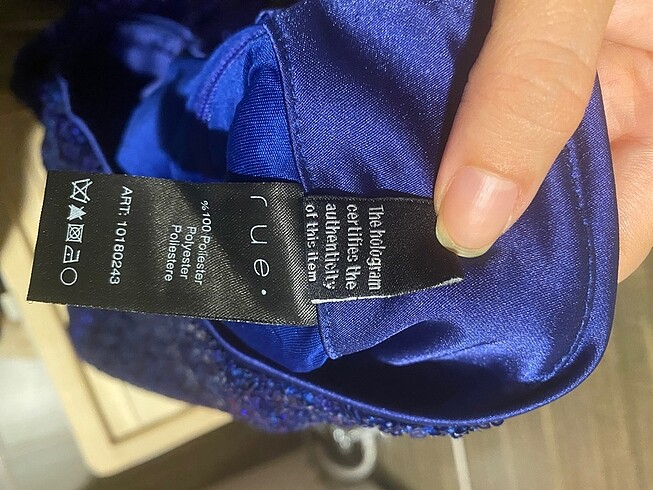 rue.
%100 Poliester
Polyester
Poliestere
ART: 10180243
The hologram
certifies the
authenticity
of this item